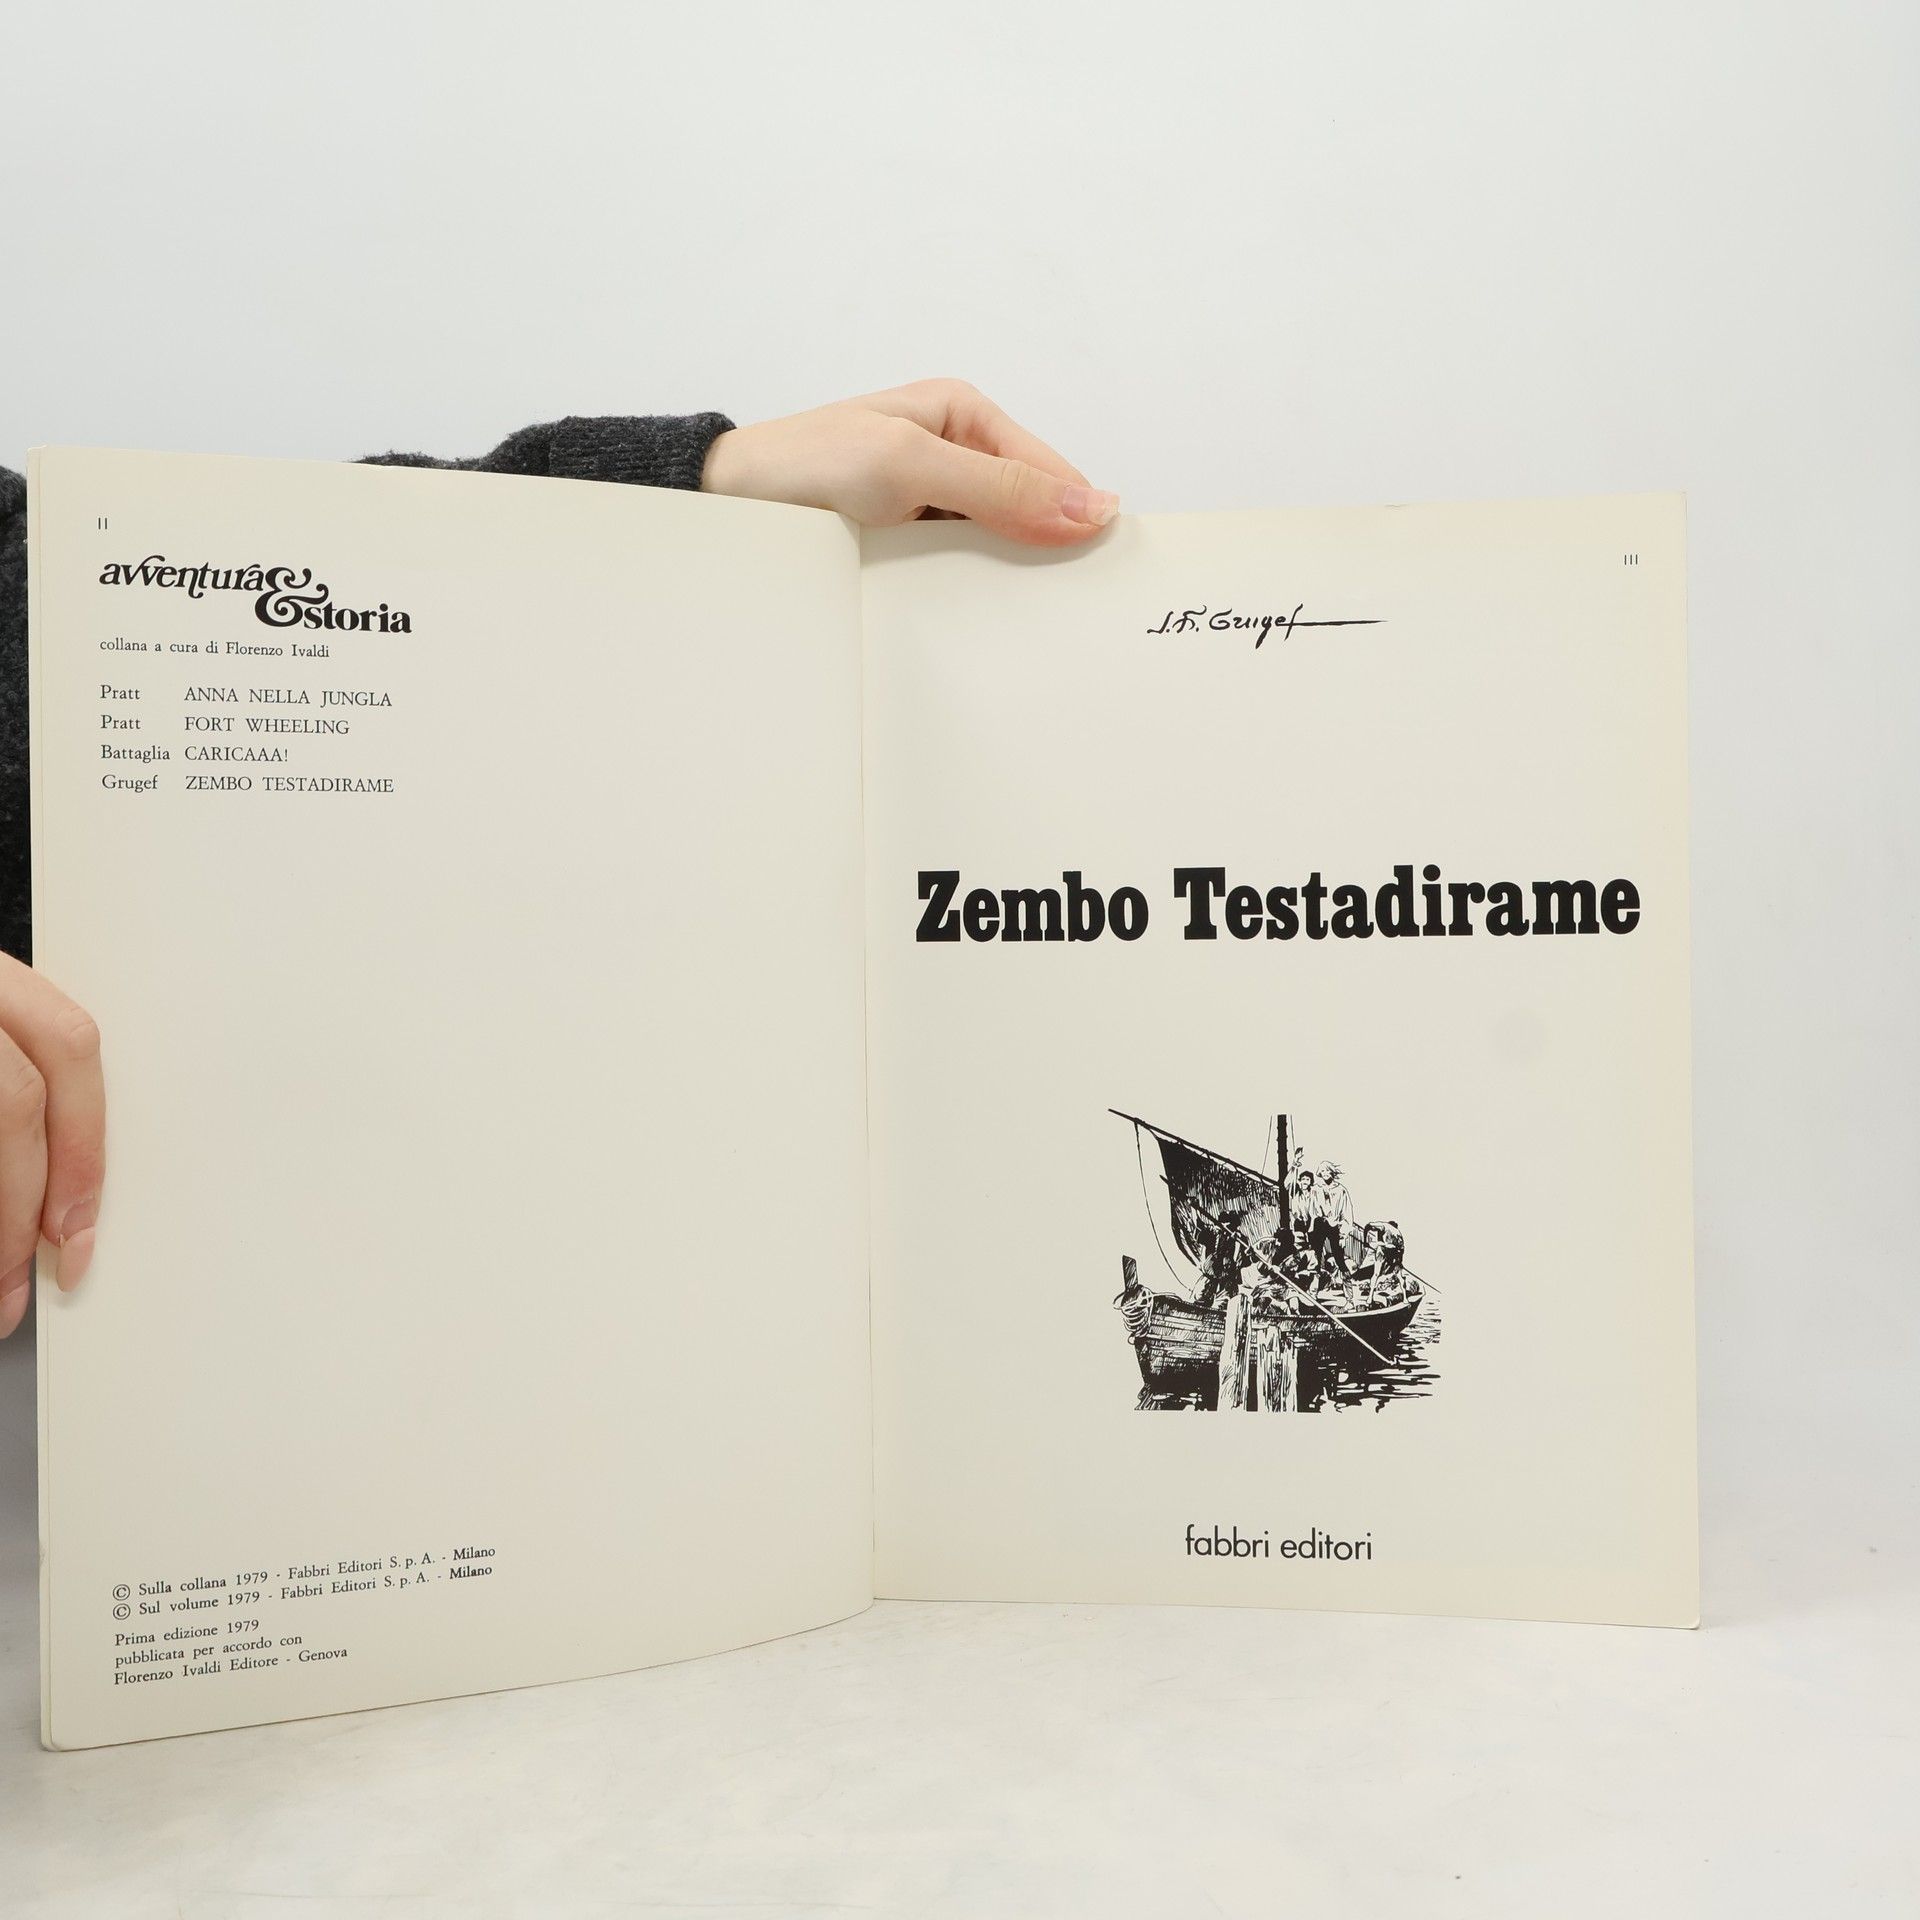 II
avventura&
storia
collana a cura di Florenzo Ivaldi
Pratt ANNA NELLA JUNGLA
Pratt FORT WHEELING
Battaglia CARICAAA!
Grugef ZEMBO TESTADIRAME
© Sulla collana 1979 - Fabbri Editori S. p. A. - Milano
© Sul volume 1979 - Fabbri Editori S. p. A. - Milano
Prima edizione 1979
pubblicata per accordo con
Florenzo Ivaldi Editore - Genova
III
J.F. Grugef
Zembo Testadirame
fabbri editori